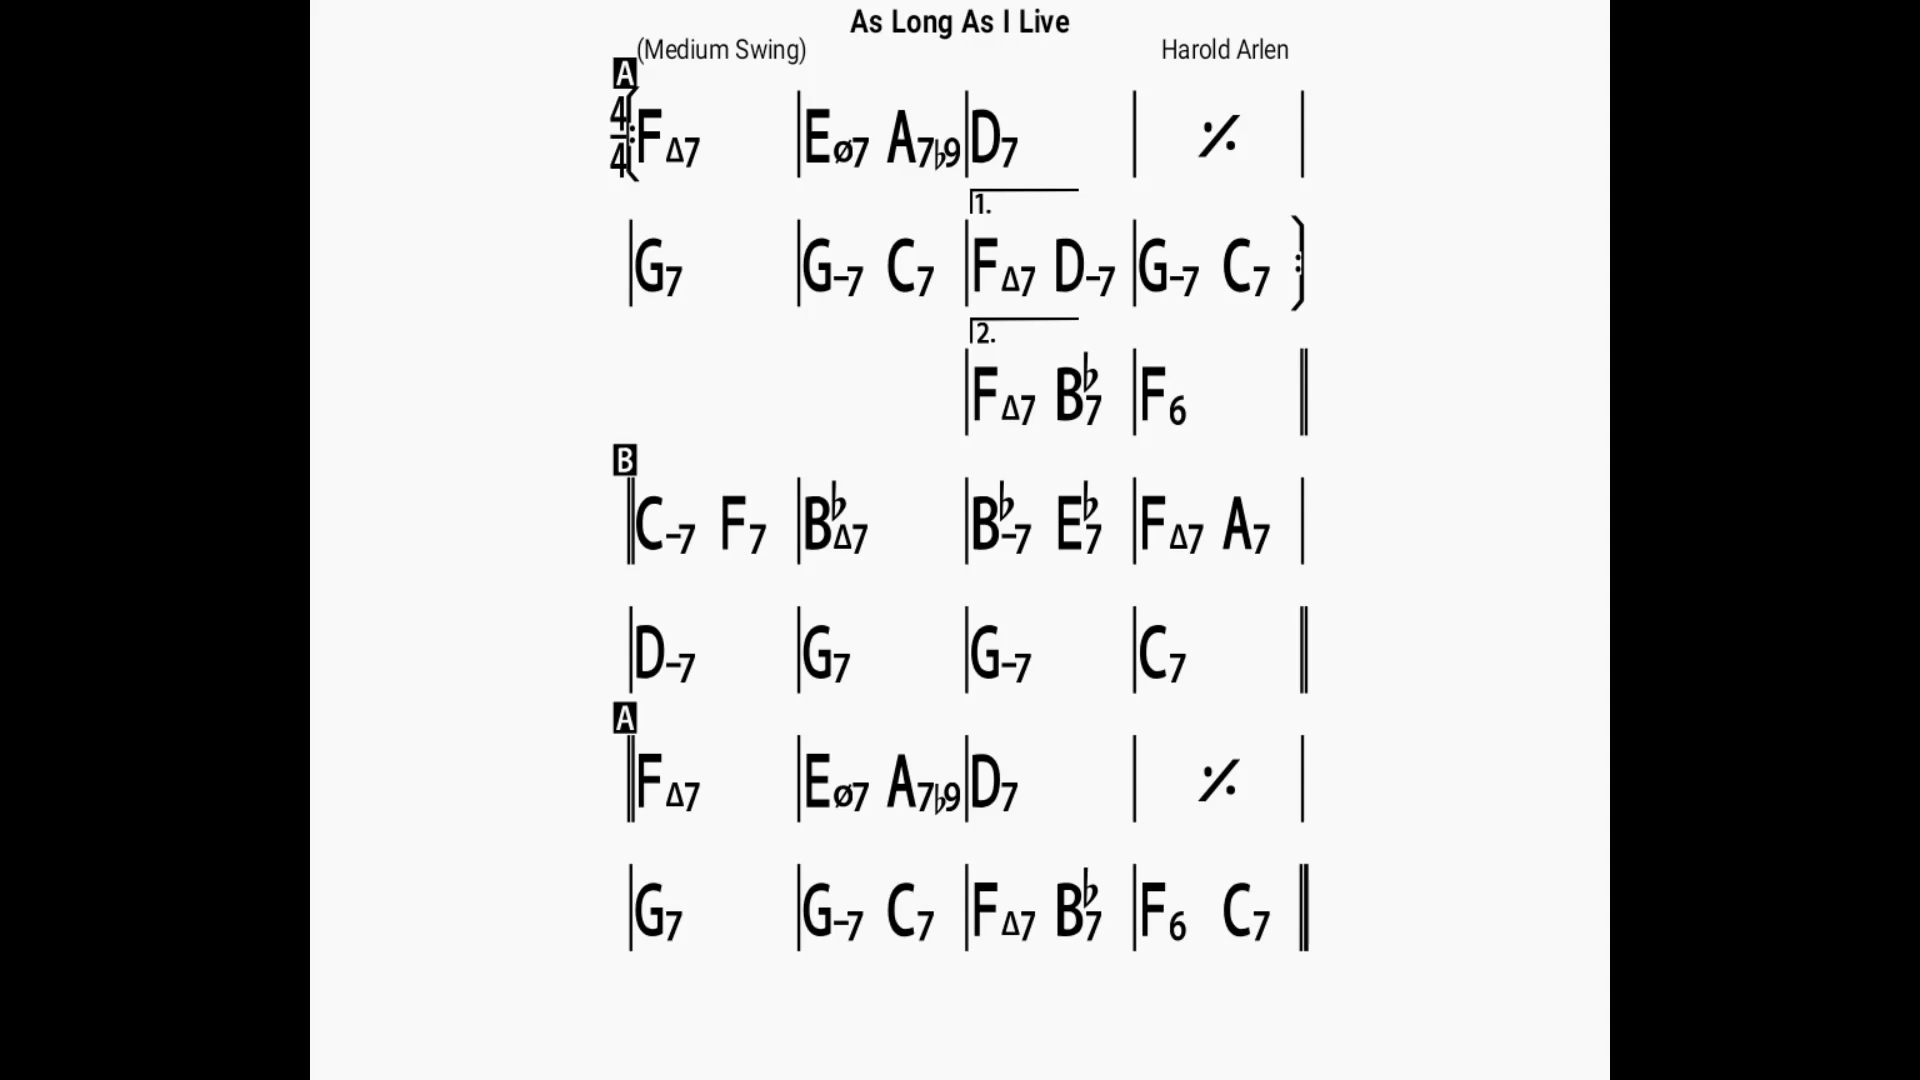 As Long As I Live
(Medium Swing) Harold Arlen
A
4/4 FΔ7 | Eø7 A7♭9 | D7 | 𝄎 |
1.
| G7 | G–7 C7 | FΔ7 D–7 | G–7 C7 :|
2.
| FΔ7 B♭7 | F6 ||
B
|| C–7 F7 | B♭Δ7 | B♭–7 E♭7 | FΔ7 A7 |
| D–7 | G7 | G–7 | C7 ||
A
|| FΔ7 | Eø7 A7♭9 | D7 | 𝄎 |
| G7 | G–7 C7 | FΔ7 B♭7 | F6 C7 ||